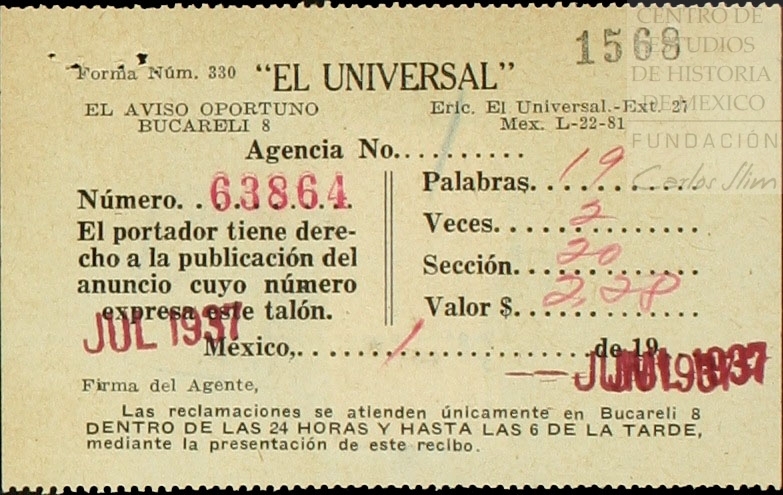 1568
CENTRO DE
ESTUDIOS
DE HISTORIA
DE MEXICO
FUNDACIÓN
Carlos Slim
Forma Núm. 330 "EL UNIVERSAL"
EL AVISO OPORTUNO
BUCARELI 8
Eric. El Universal.-Ext. 27
Mex. L-22-81
Agencia No..........
Número. . 63864
El portador tiene dere-
cho a la publicación del
anuncio cuyo número
expresa este talón.
Palabras. 19
Veces. 2
Sección. 20
Valor $. 2,28
JUL 1937
México, 1 de 19
1937
Firma del Agente,
Las reclamaciones se atienden únicamente en Bucareli 8
DENTRO DE LAS 24 HORAS Y HASTA LAS 6 DE LA TARDE,
mediante la presentación de este recibo.